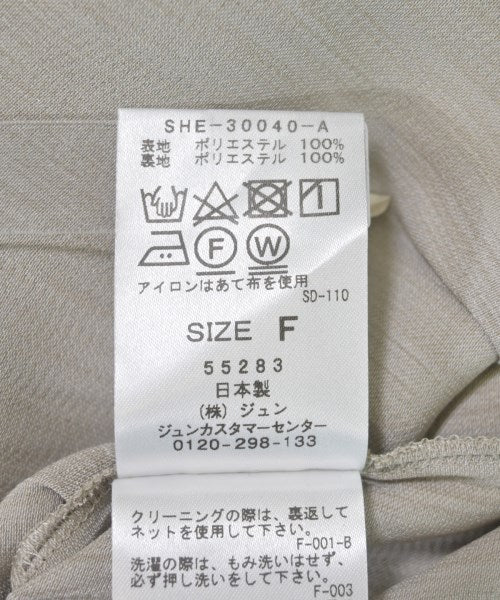 SHE-30040-A
表地 ポリエステル 100%
裏地 ポリエステル 100%
F W
アイロンはあて布を使用
SD-110
SIZE F
55283
日本製
(株) ジュン
ジュンカスタマーセンター
0120-298-133
クリーニングの際は、裏返して
ネットを使用して下さい。
F-001-B
洗濯の際は、もみ洗いはせず、
必ず押し洗いをして下さい。
F-003